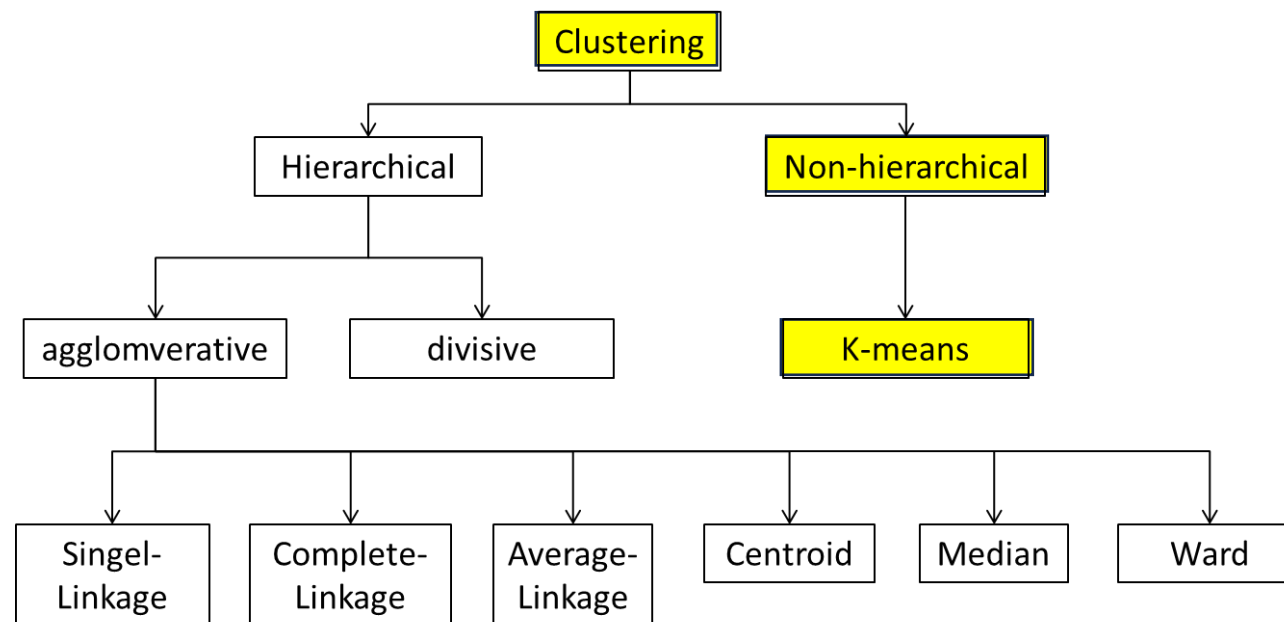 Clustering
Hierarchical
Non-hierarchical
agglomverative
divisive
K-means
Singel-
Linkage
Complete-
Linkage
Average-
Linkage
Centroid
Median
Ward